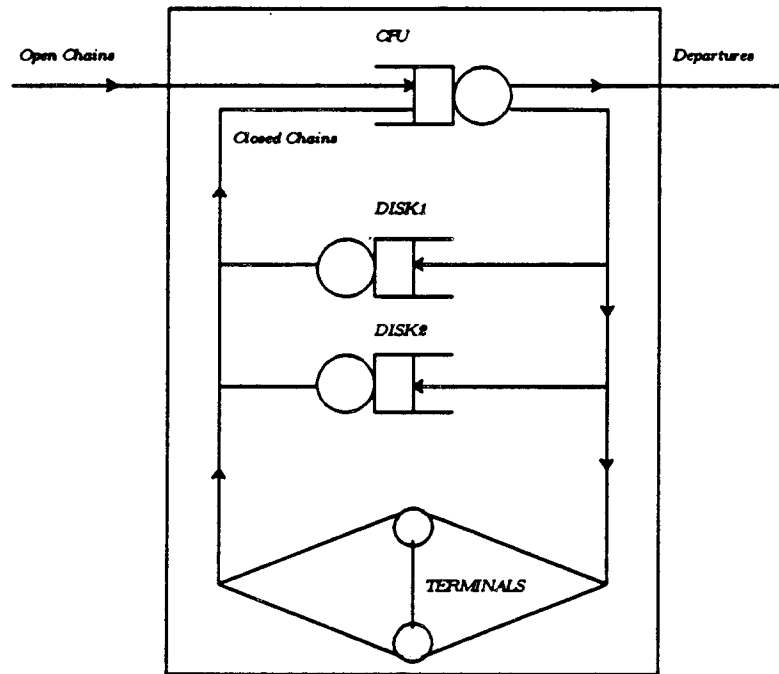 CPU
Open Chains
Departures
Closed Chains
DISK1
DISK2
TERMINALS